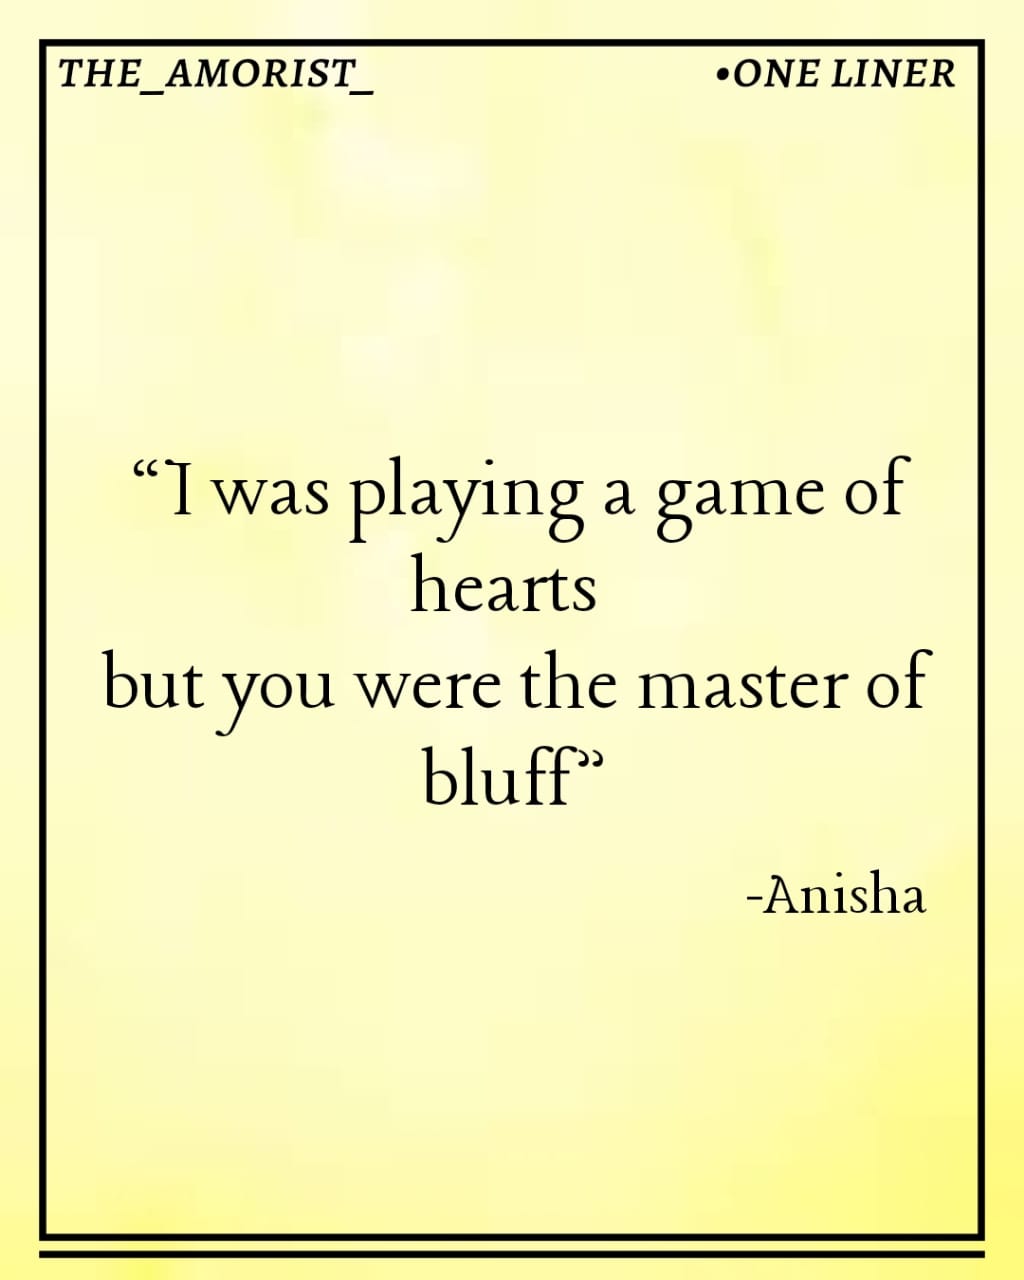 THE_AMORIST_
•ONE LINER
“I was playing a game of
hearts
but you were the master of
bluff”
-Anisha